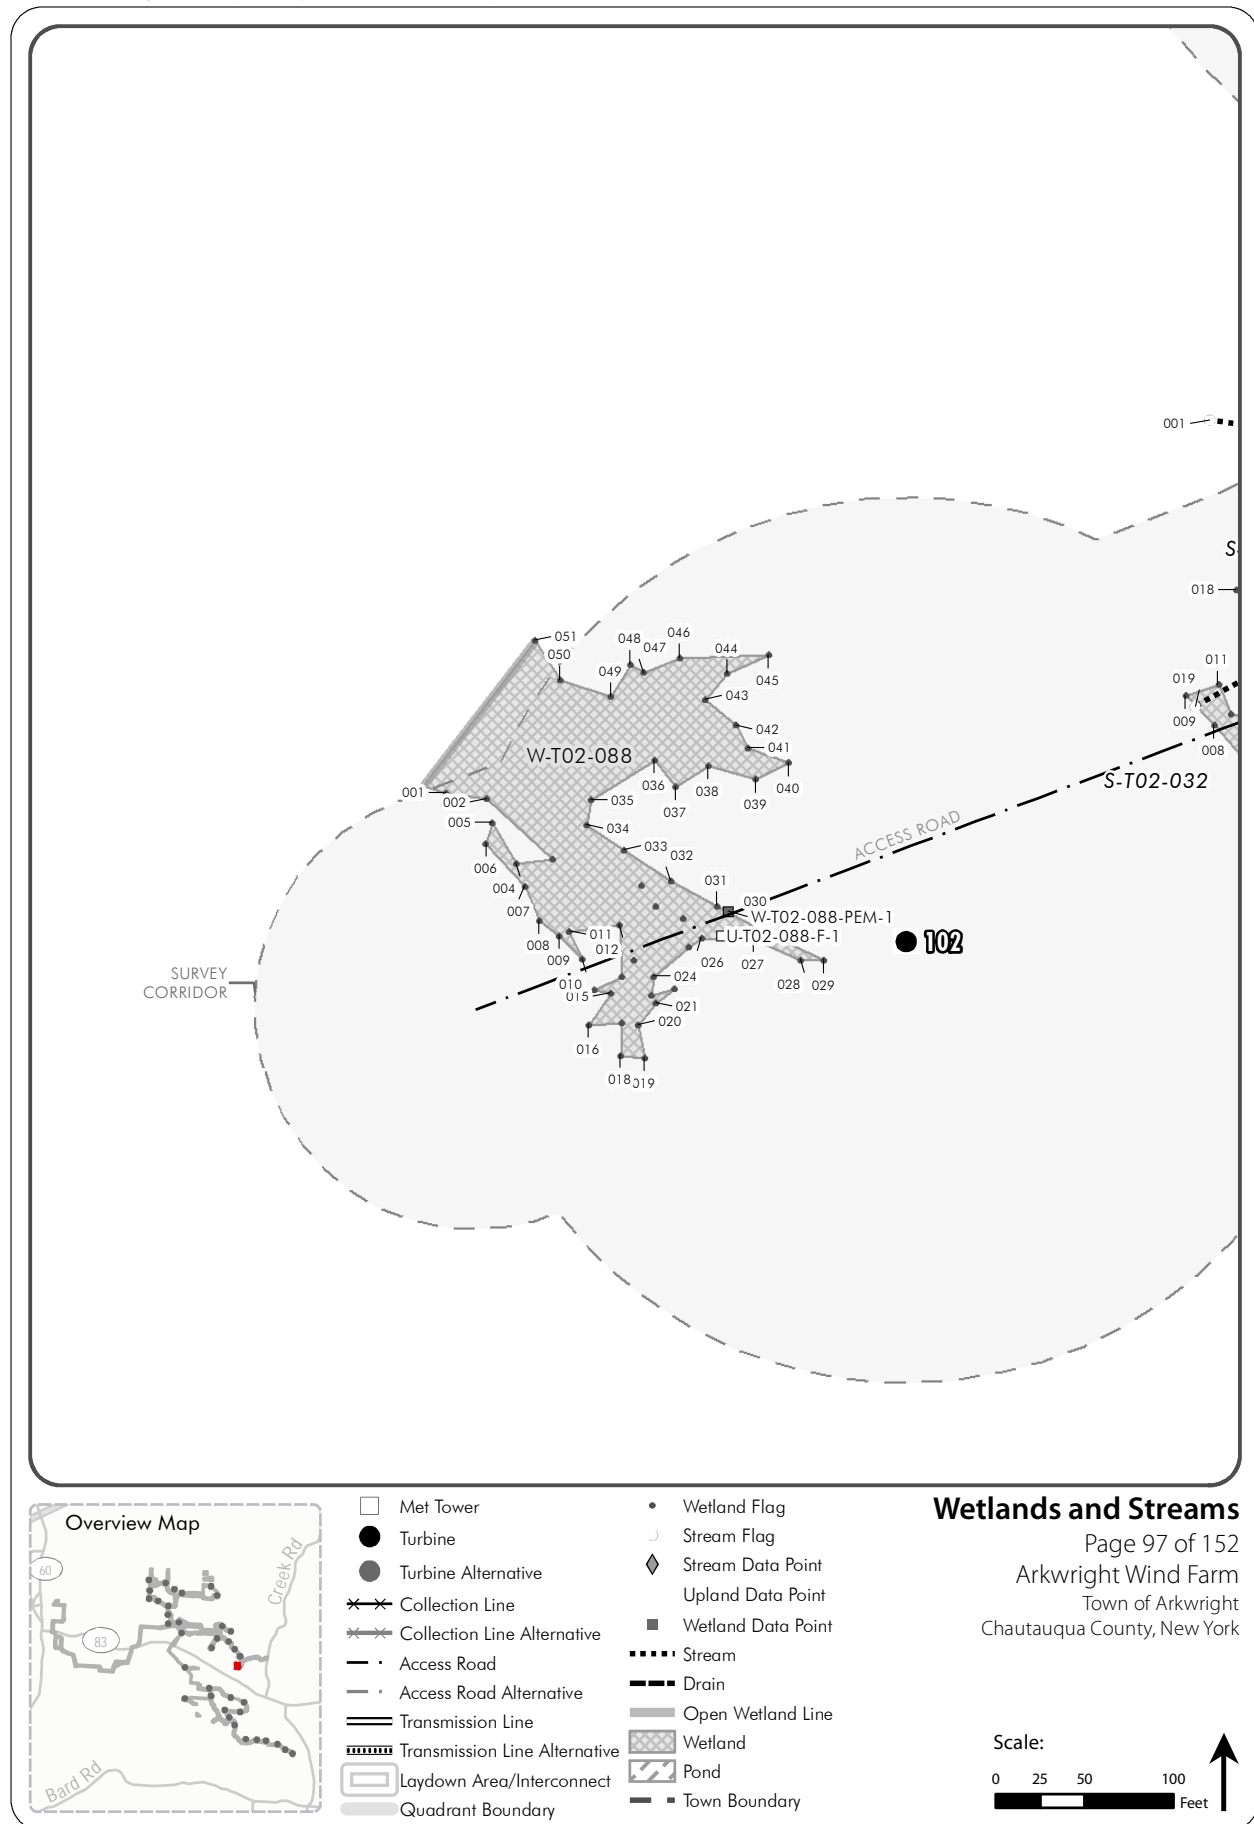 001
S
018
011
019
009
008
S-T02-032
051
050
048
047
046
044
045
049
043
042
041
W-T02-088
036
038
040
039
037
035
001
002
005
034
006
033
032
004
031
007
030
W-T02-088-PEM-1
EU-T02-088-F-1
102
ACCESS ROAD
008
011
012
009
026
027
010
024
028
029
015
021
020
016
018
019
SURVEY
CORRIDOR
Overview Map
60
83
Creek Rd
Bard Rd
Met Tower
Turbine
Turbine Alternative
Collection Line
Collection Line Alternative
Access Road
Access Road Alternative
Transmission Line
Transmission Line Alternative
Laydown Area/Interconnect
Quadrant Boundary
Wetland Flag
Stream Flag
Stream Data Point
Upland Data Point
Wetland Data Point
Stream
Drain
Open Wetland Line
Wetland
Pond
Town Boundary
Wetlands and Streams
Page 97 of 152
Arkwright Wind Farm
Town of Arkwright
Chautauqua County, New York
Scale:
0 25 50 100
Feet